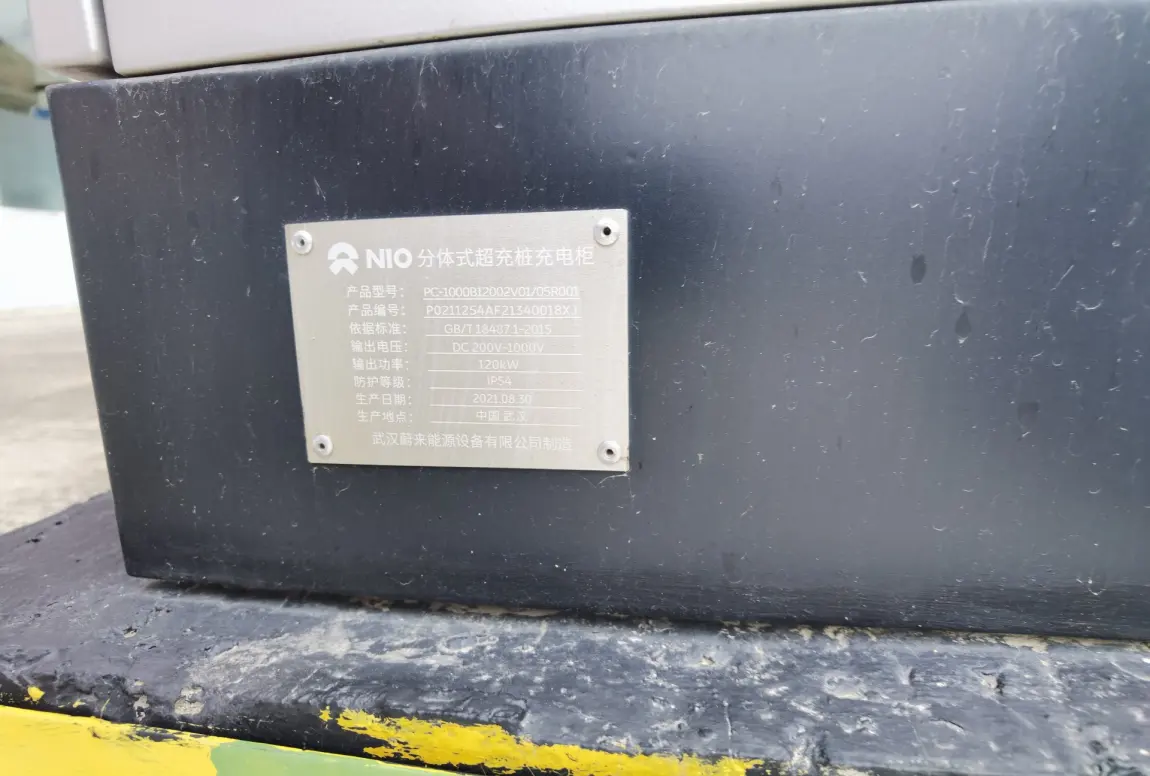 NIO 分体式超充桩充电柜
产品型号: PC-1000B12002V01/05R001
产品编号:
依据标准: GB/T 18487.1-2015
输出电压: DC 200V-1000V
输出功率: 120kW
防护等级: IP54
生产日期: 2021.08.30
生产地点: 中国 武汉
武汉蔚来能源设备有限公司制造